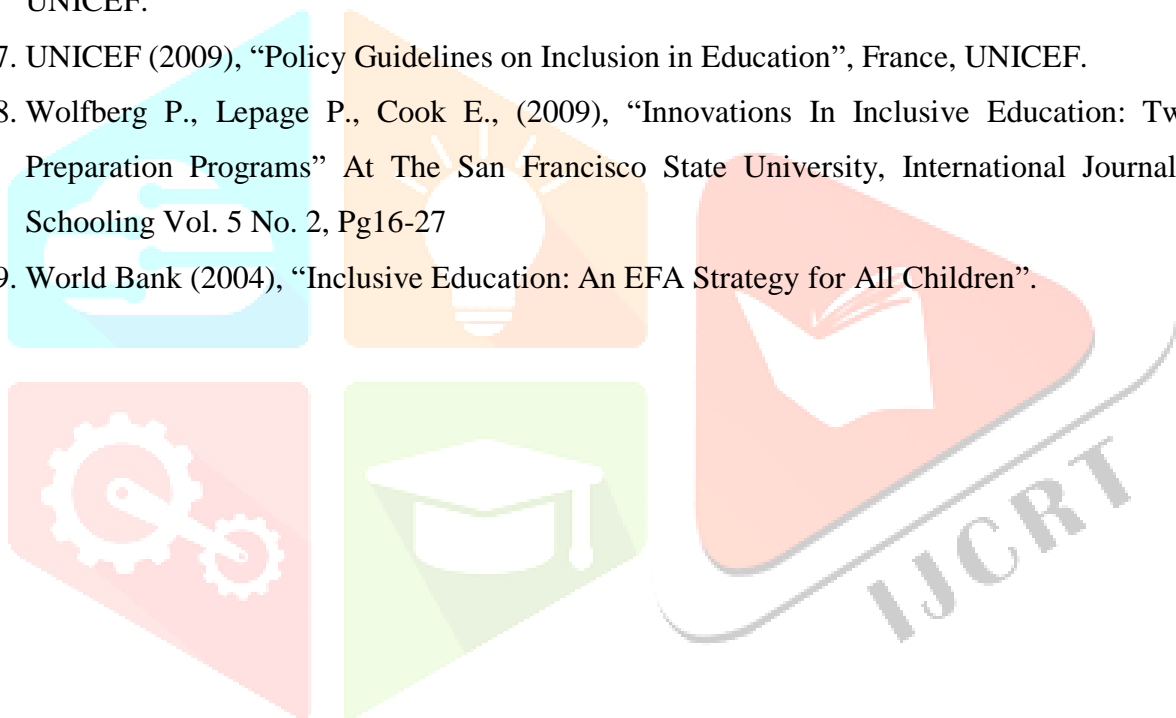 UNICEF.
7. UNICEF (2009), “Policy Guidelines on Inclusion in Education”, France, UNICEF.
8. Wolfberg P., Lepage P., Cook E., (2009), “Innovations In Inclusive Education: Tw
Preparation Programs” At The San Francisco State University, International Journal
Schooling Vol. 5 No. 2, Pg16-27
9. World Bank (2004), “Inclusive Education: An EFA Strategy for All Children”.
IJCRT